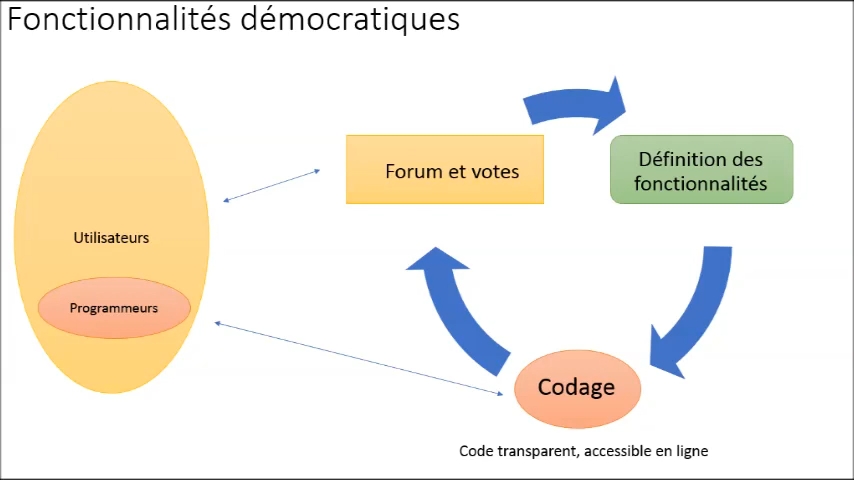 Fonctionnalités démocratiques
Forum et votes
Définition des
fonctionnalités
Utilisateurs
Programmeurs
Codage
Code transparent, accessible en ligne